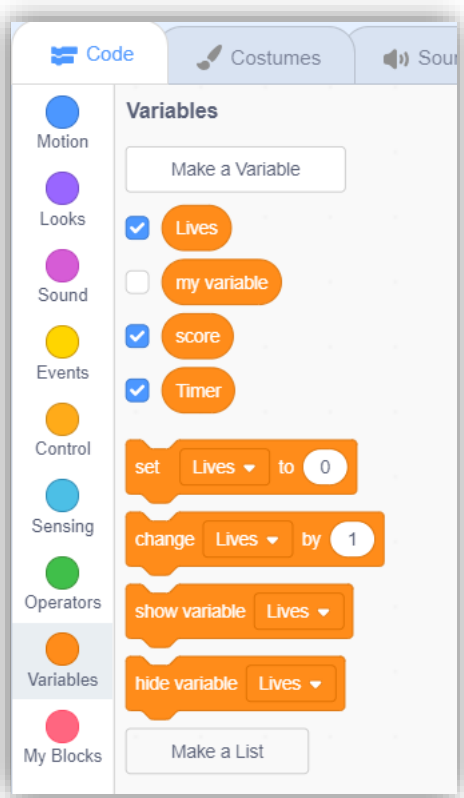 Code Costumes Sou
Motion
Looks
Sound
Events
Control
Sensing
Operators
Variables
My Blocks
Variables
Make a Variable
Lives
my variable
score
Timer
set Lives to 0
change Lives by 1
show variable Lives
hide variable Lives
Make a List